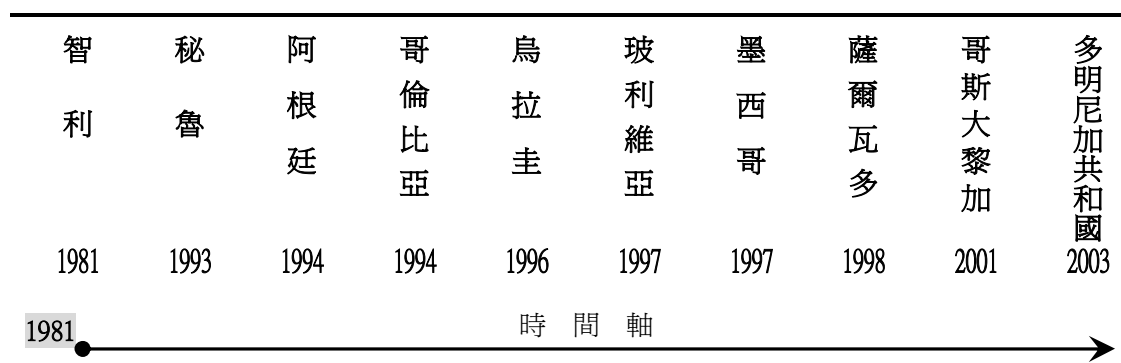 智利
秘魯
阿根廷
哥倫比亞
烏拉圭
玻利維亞
墨西哥
薩爾瓦多
哥斯大黎加
多明尼加共和國
1981 1993 1994 1994 1996 1997 1997 1998 2001 2003
時間軸
1981